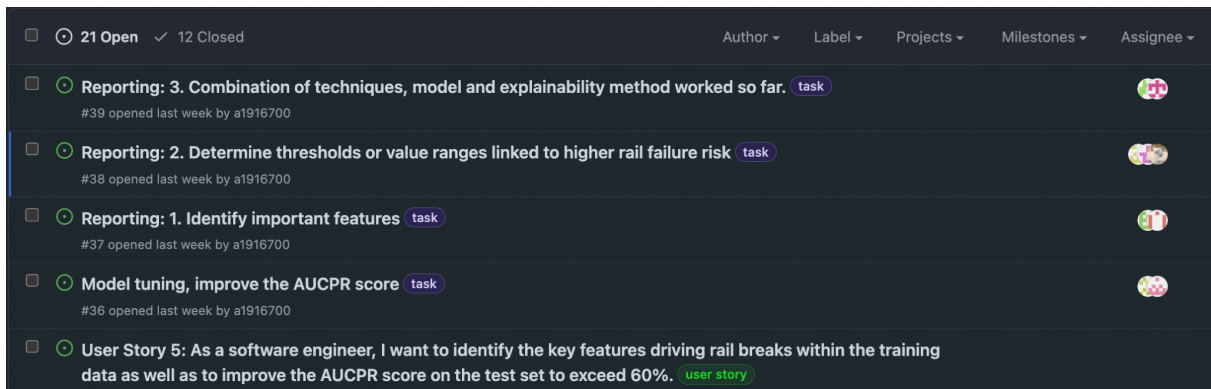 21 Open 12 Closed Author Label Projects Milestones Assignee
Reporting: 3. Combination of techniques, model and explainability method worked so far. task
#39 opened last week by a1916700
Reporting: 2. Determine thresholds or value ranges linked to higher rail failure risk task
#38 opened last week by a1916700
Reporting: 1. Identify important features task
#37 opened last week by a1916700
Model tuning, improve the AUCPR score task
#36 opened last week by a1916700
User Story 5: As a software engineer, I want to identify the key features driving rail breaks within the training
data as well as to improve the AUCPR score on the test set to exceed 60%. user story